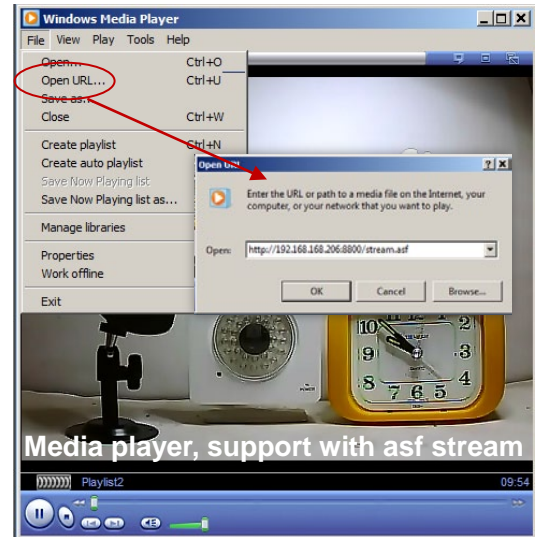 Windows Media Player
File View Play Tools Help
Open... Ctrl+O
Open URL... Ctrl+U
Save as...
Close Ctrl+W
Create playlist Ctrl+N
Create auto playlist
Save Now Playing list
Save Now Playing list as...
Manage libraries
Properties
Work offline
Exit
Open URL
Enter the URL or path to a media file on the Internet, your
computer, or your network that you want to play.
Open: http://192.168.168.206:8800/stream.asf
OK Cancel Browse...
10 2
9 3
8 7 6 5 4
Media player, support with asf stream
Playlist2 09:54